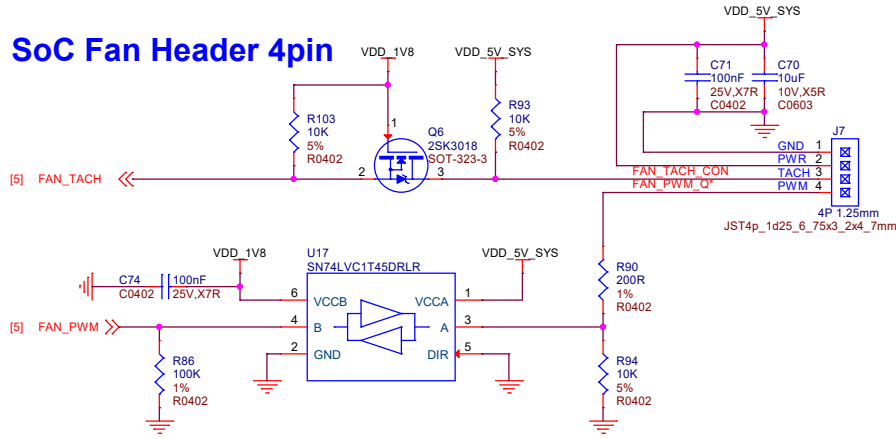 SoC Fan Header 4pin
VDD_1V8
VDD_5V_SYS
VDD_5V_SYS
C71
100nF
25V,X7R
C0402
C70
10uF
10V,X5R
C0603
R103
10K
5%
R0402
1
Q6
2SK3018
SOT-323-3
R93
10K
5%
R0402
J7
GND 1
PWR 2
TACH 3
PWM 4
[5] FAN_TACH
2
3
FAN_TACH_CON
FAN_PWM_Q*
4P 1.25mm
JST4p_1d25_6_75x3_2x4_7mm
VDD_1V8
U17
SN74LVC1T45DRLR
VDD_5V_SYS
C74
C0402
100nF
25V,X7R
R90
200R
1%
R0402
6 VCCB VCCA 1
[5] FAN_PWM
4 B A 3
2 GND DIR 5
R86
100K
1%
R0402
R94
10K
5%
R0402